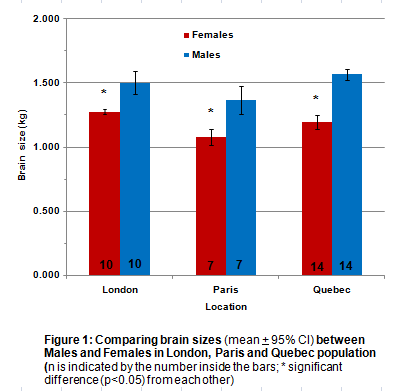 2.000
1.500
1.000
0.500
0.000
Brain size (kg)
Females
Males
*
*
*
10 10
7 7
14 14
London Paris Quebec
Location
Figure 1: Comparing brain sizes (mean ± 95% CI) between
Males and Females in London, Paris and Quebec population
(n is indicated by the number inside the bars; * significant
difference (p<0.05) from each other)